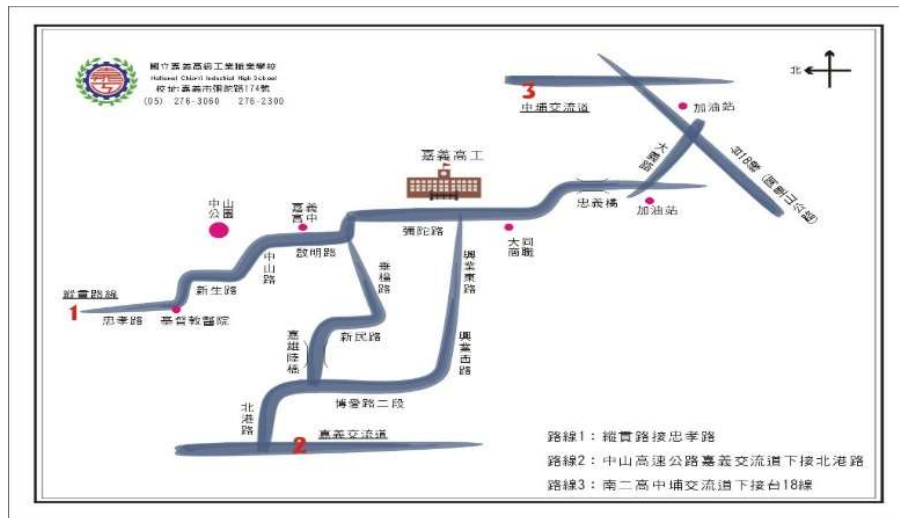 國立嘉義高級工業職業學校
National Chia-Yi Industrial High School
校址:嘉義市彌陀路174號
(05) 276-3060 276-2300
北
3
中埔交流道
加油站
大義路
台18線 (阿里山公路)
嘉義高工
忠義橋
加油站
中山
公園
嘉義
高中
彌陀路
大同
商職
啟明路
中山路
垂楊路
興業東路
新生路
縱貫路線
1
忠孝路
基督教醫院
新民路
嘉雄陸橋
興業西路
博愛路二段
北港路
嘉義交流道
2
路線1：縱貫路接忠孝路
路線2：中山高速公路嘉義交流道下接北港路
路線3：南二高中埔交流道下接台18線